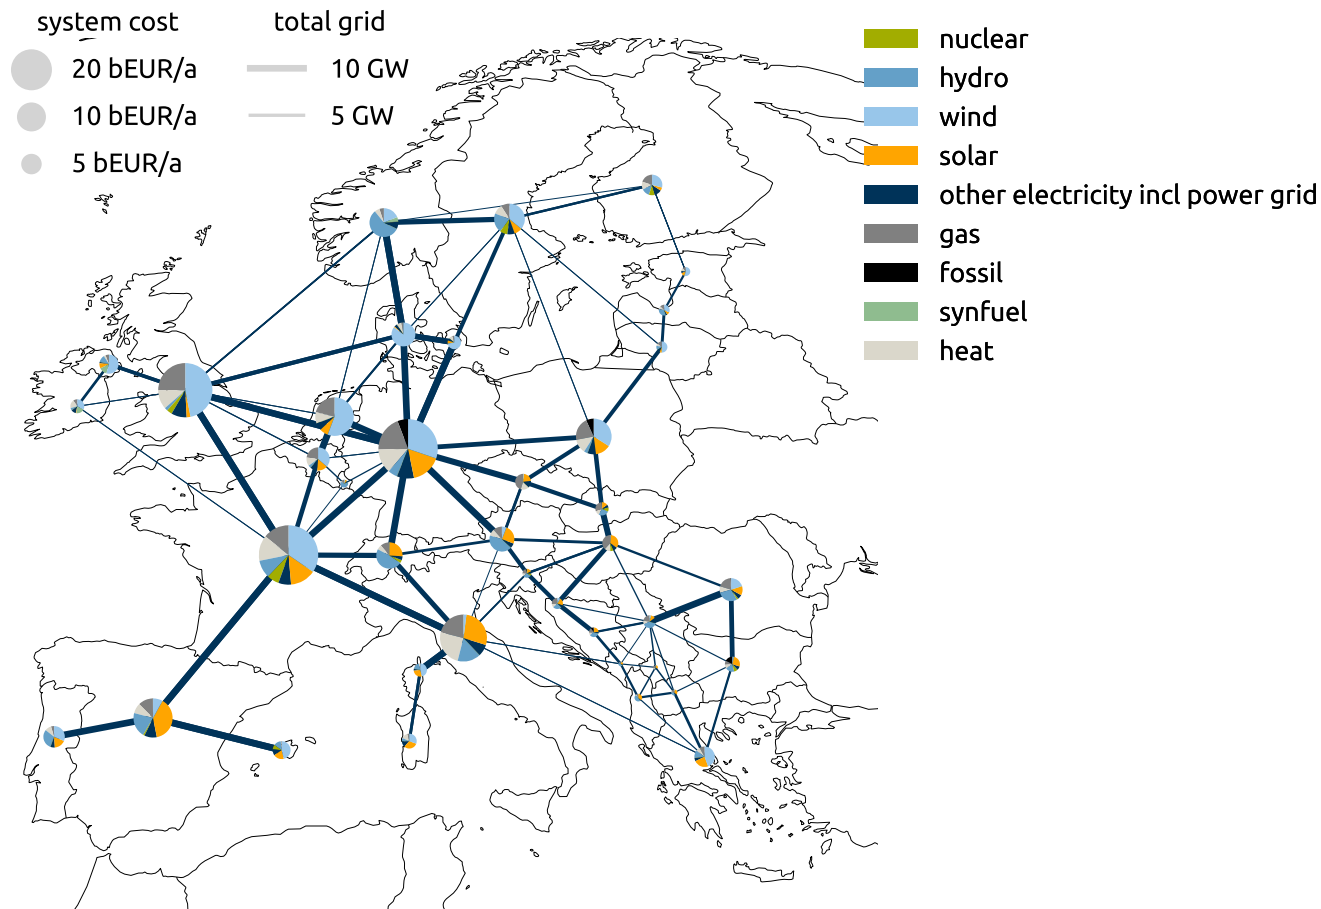 system cost
20 bEUR/a
10 bEUR/a
5 bEUR/a
total grid
10 GW
5 GW
nuclear
hydro
wind
solar
other electricity incl power grid
gas
fossil
synfuel
heat